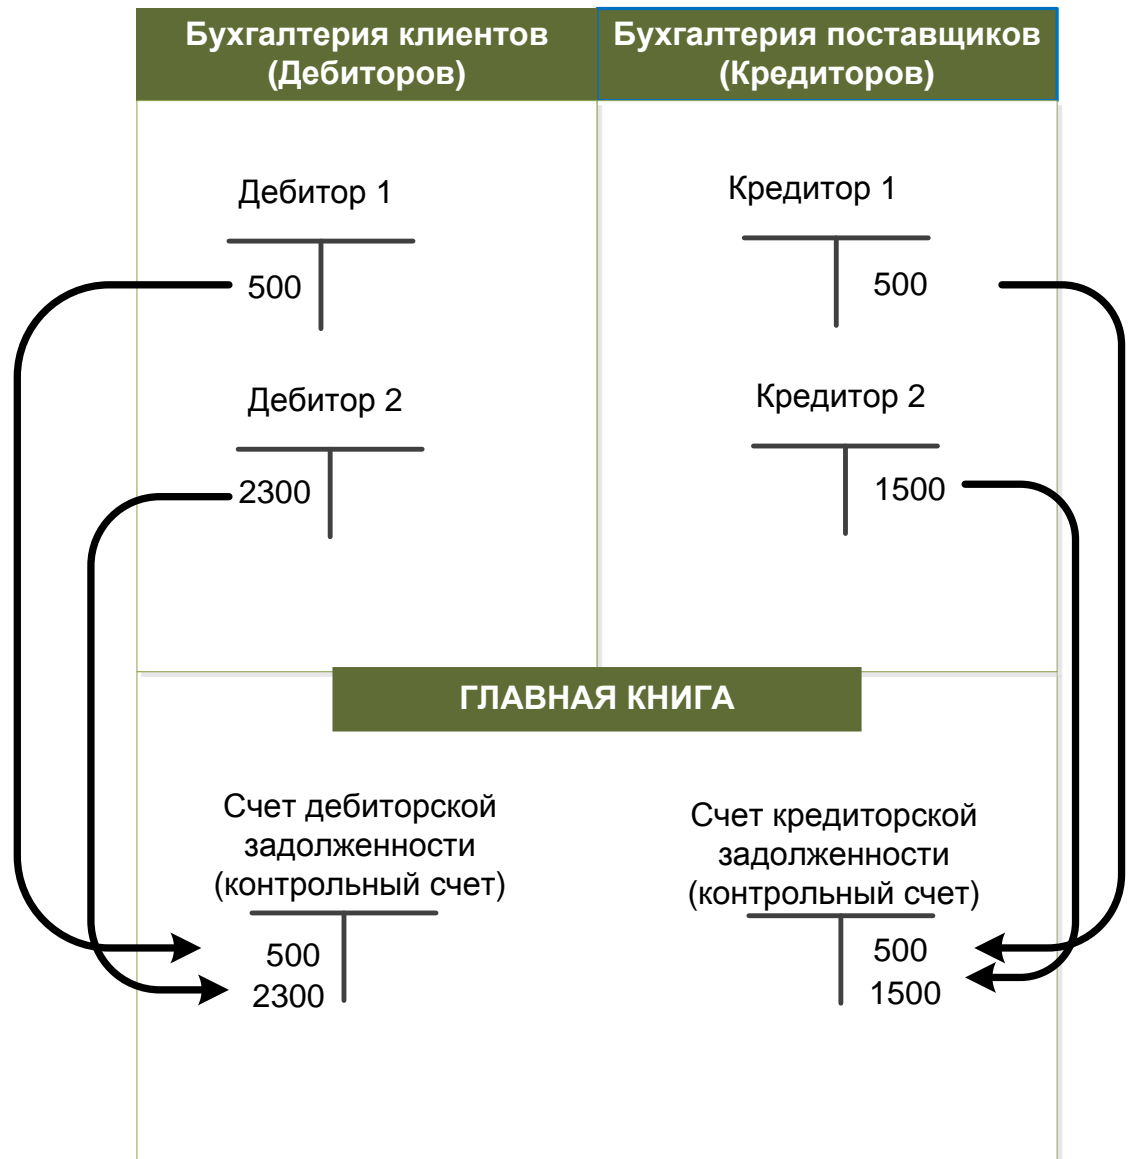 Бухгалтерия клиентов
(Дебиторов)
Бухгалтерия поставщиков
(Кредиторов)
Дебитор 1
500
Кредитор 1
500
Дебитор 2
2300
Кредитор 2
1500
ГЛАВНАЯ КНИГА
Счет дебиторской
задолженности
(контрольный счет)
500
2300
Счет кредиторской
задолженности
(контрольный счет)
500
1500